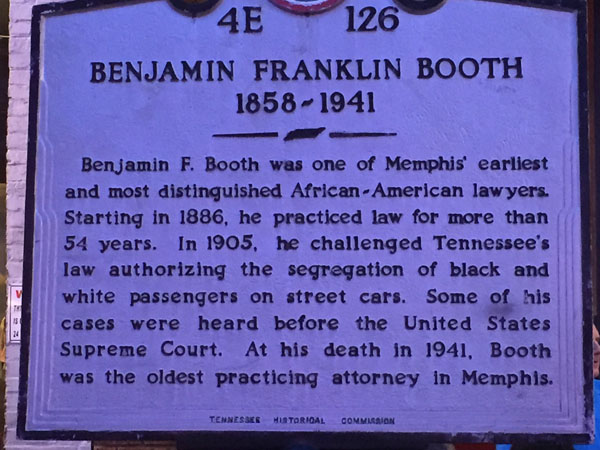 4E 126
BENJAMIN FRANKLIN BOOTH
1858~1941
Benjamin F. Booth was one of Memphis' earliest
and most distinguished African-American lawyers.
Starting in 1886, he practiced law for more than
54 years. In 1905, he challenged Tennessee's
law authorizing the segregation of black and
white passengers on street cars. Some of his
cases were heard before the United States
Supreme Court. At his death in 1941, Booth
was the oldest practicing attorney in Memphis.
TENNESSEE HISTORICAL COMMISSION